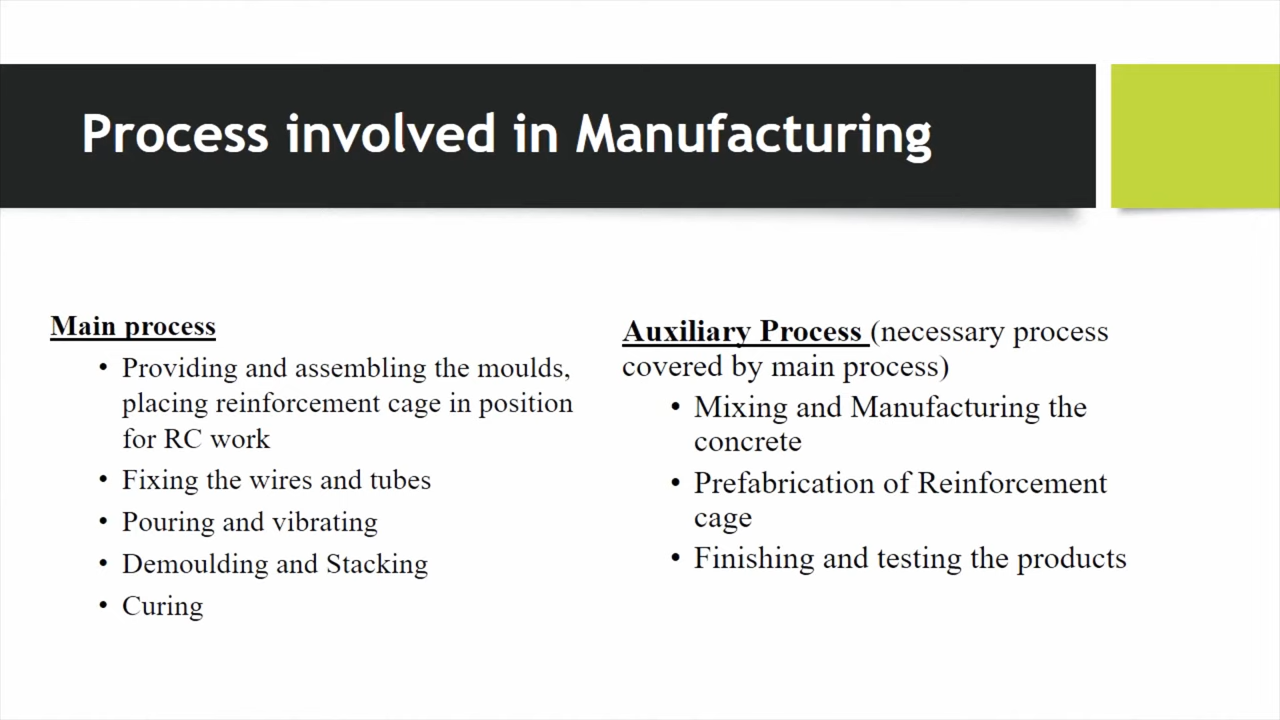 Process involved in Manufacturing
Main process
• Providing and assembling the moulds,
placing reinforcement cage in position
for RC work
• Fixing the wires and tubes
• Pouring and vibrating
• Demoulding and Stacking
• Curing
Auxiliary Process (necessary process
covered by main process)
• Mixing and Manufacturing the
concrete
• Prefabrication of Reinforcement
cage
• Finishing and testing the products